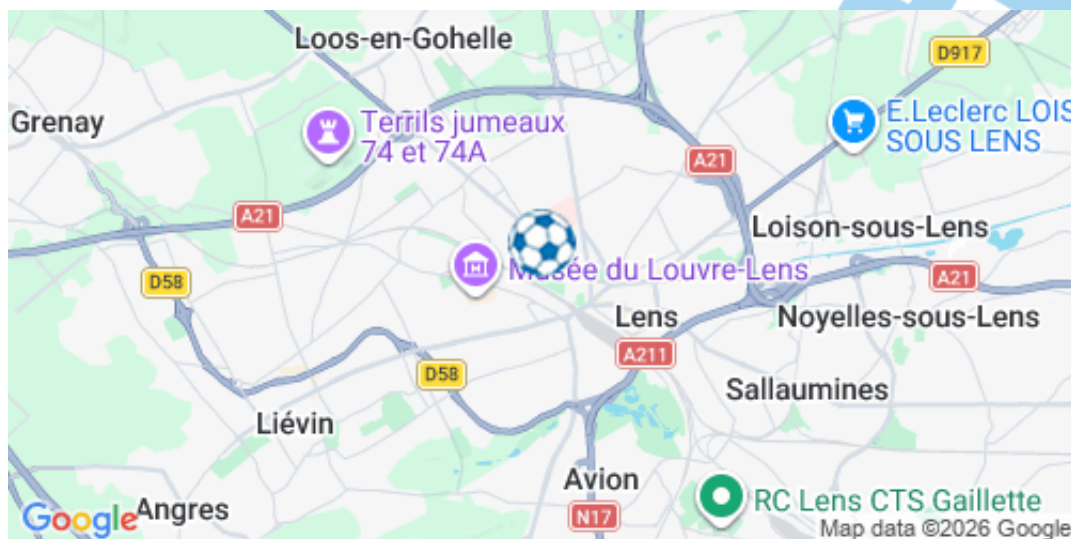 Loos-en-Gohelle
D917
Grenay
Terrils jumeaux
74 et 74A
E.Leclerc LOIS
SOUS LENS
A21
A21
Loison-sous-Lens
D58
Musée du Louvre-Lens
A21
Lens
Noyelles-sous-Lens
A211
D58
Sallaumines
Liévin
Avion
RC Lens CTS Gaillette
Google
Angres
N17
Map data ©2026 Google